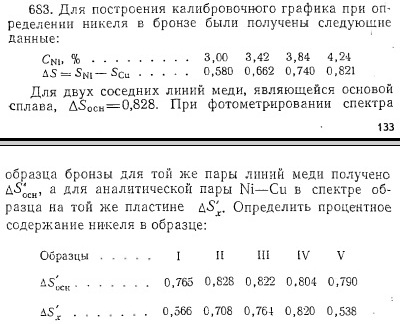 683. Для построения калибровочного графика при оп-
ределении никеля в бронзе были получены следующие
данные:
C_Ni, % . . . . . . . . . 3,00 3,42 3,84 4,24
ΔS = S_Ni — S_Cu . . . . . 0,580 0,662 0,740 0,821
Для двух соседних линий меди, являющейся основой
сплава, ΔS_осн=0,828. При фотометрировании спектра
133
образца бронзы для той же пары линий меди получено
ΔS'_осн, а для аналитической пары Ni—Cu в спектре об-
разца на той же пластине ΔS'_x. Определить процентное
содержание никеля в образце:
Образцы . . . . . I II III IV V
ΔS'_осн . . . . . . . 0,765 0,828 0,822 0,804 0,790
ΔS'_x . . . . . . . . 0,566 0,708 0,764 0,820 0,538